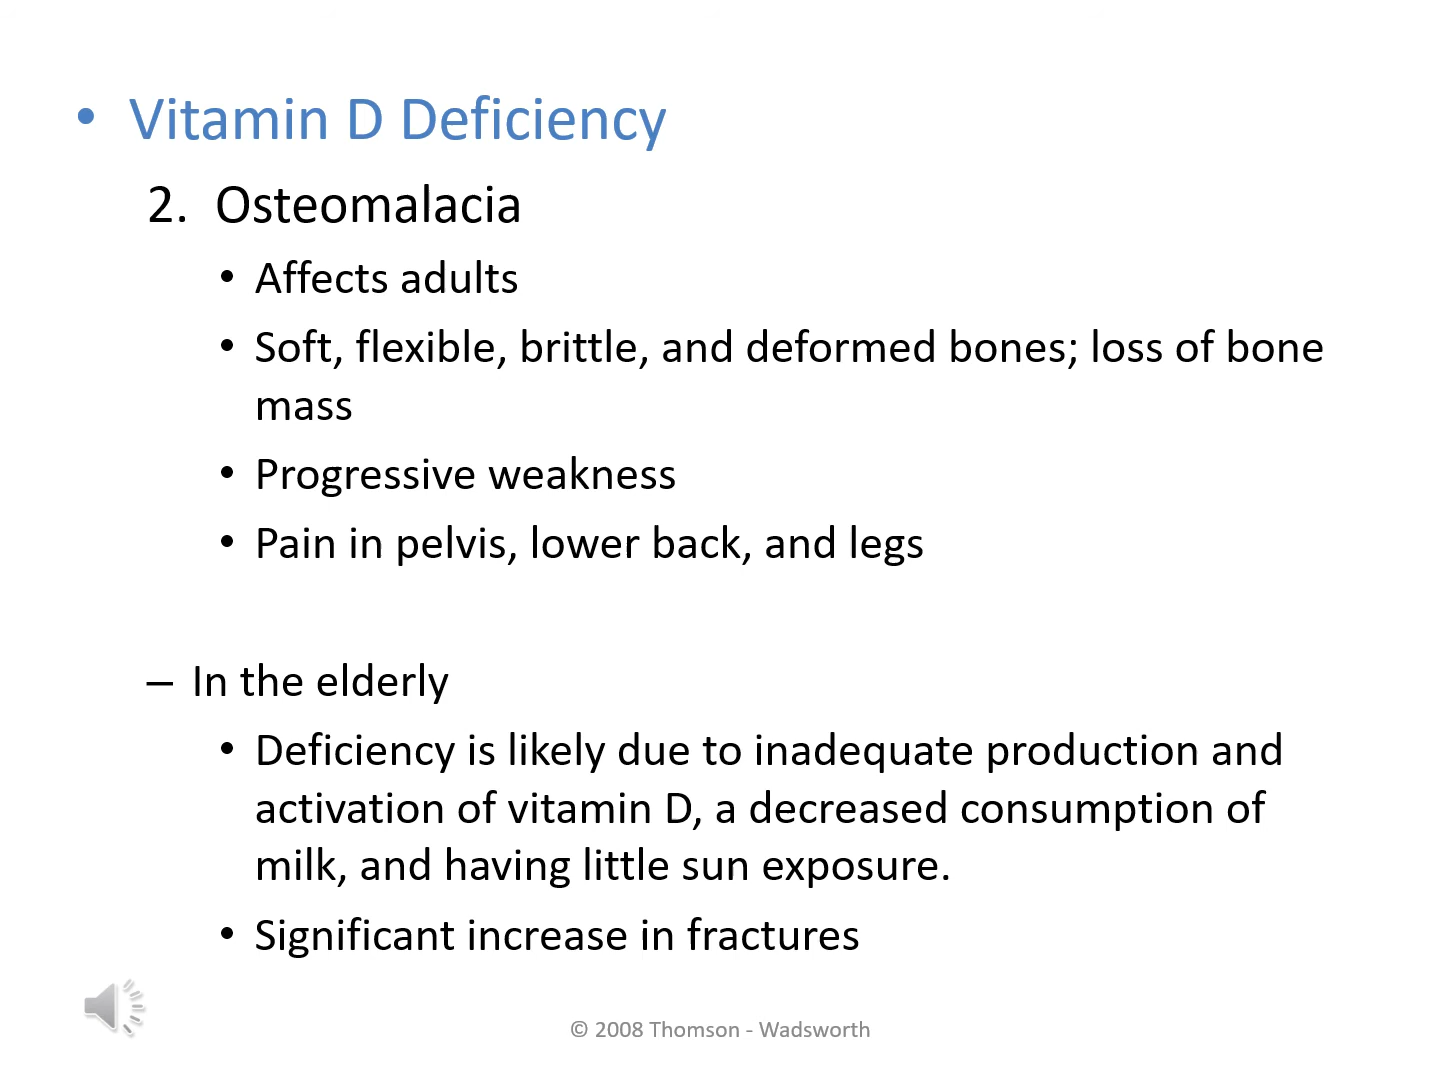 • Vitamin D Deficiency
2. Osteomalacia
• Affects adults
• Soft, flexible, brittle, and deformed bones; loss of bone
mass
• Progressive weakness
• Pain in pelvis, lower back, and legs
– In the elderly
• Deficiency is likely due to inadequate production and
activation of vitamin D, a decreased consumption of
milk, and having little sun exposure.
• Significant increase in fractures
© 2008 Thomson - Wadsworth